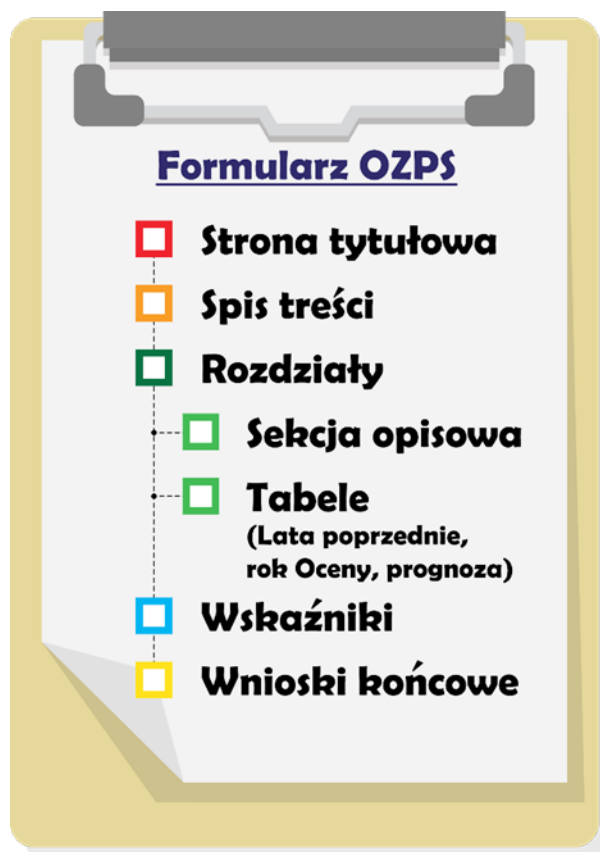 Formularz OZPS
Strona tytułowa
Spis treści
Rozdziały
Sekcja opisowa
Tabele
(Lata poprzednie,
rok Oceny, prognoza)
Wskaźniki
Wnioski końcowe